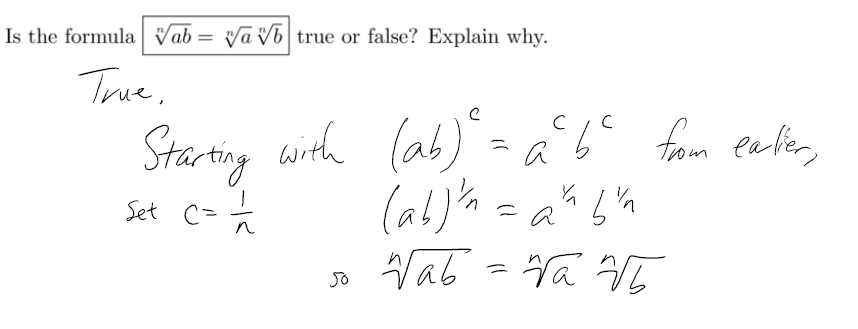 Is the formula ⁿ√ab = ⁿ√a ⁿ√b true or false? Explain why.
True.
Starting with (ab)^c = a^c b^c from earlier,
Set c = 1/n (ab)^(1/n) = a^(1/n) b^(1/n)
so ⁿ√ab = ⁿ√a ⁿ√b